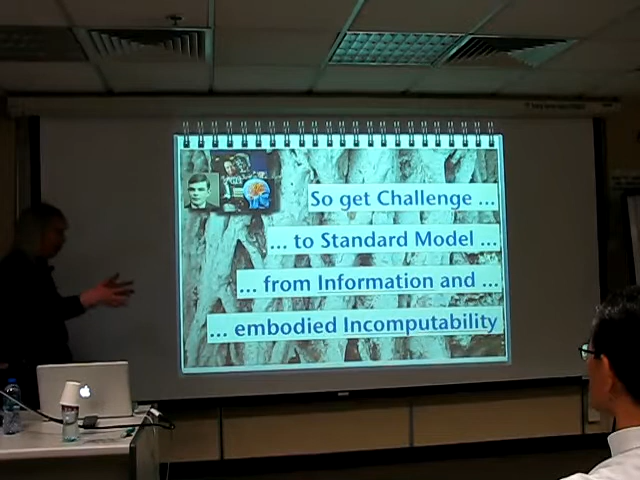 So get Challenge ...
... to Standard Model ...
... from Information and ...
... embodied Incomputability